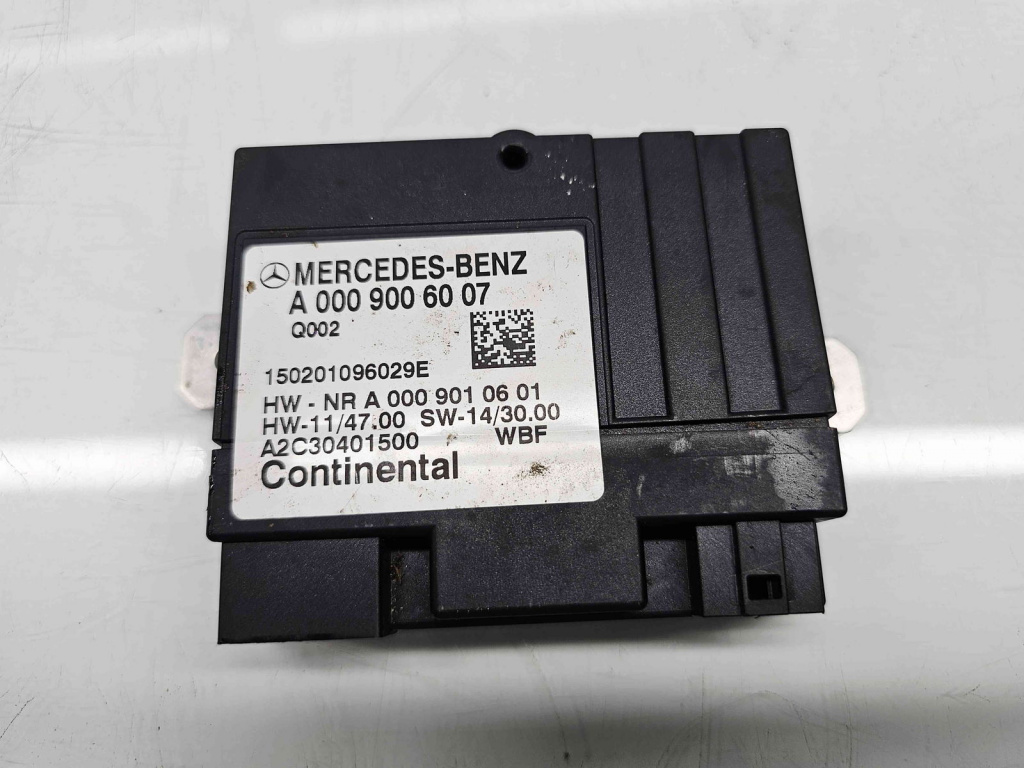 MERCEDES-BENZ
A 000 900 60 07
Q002
150201096029E
HW - NR A 000 901 06 01
HW-11/47.00 SW-14/30.00
A2C30401500 WBF
Continental